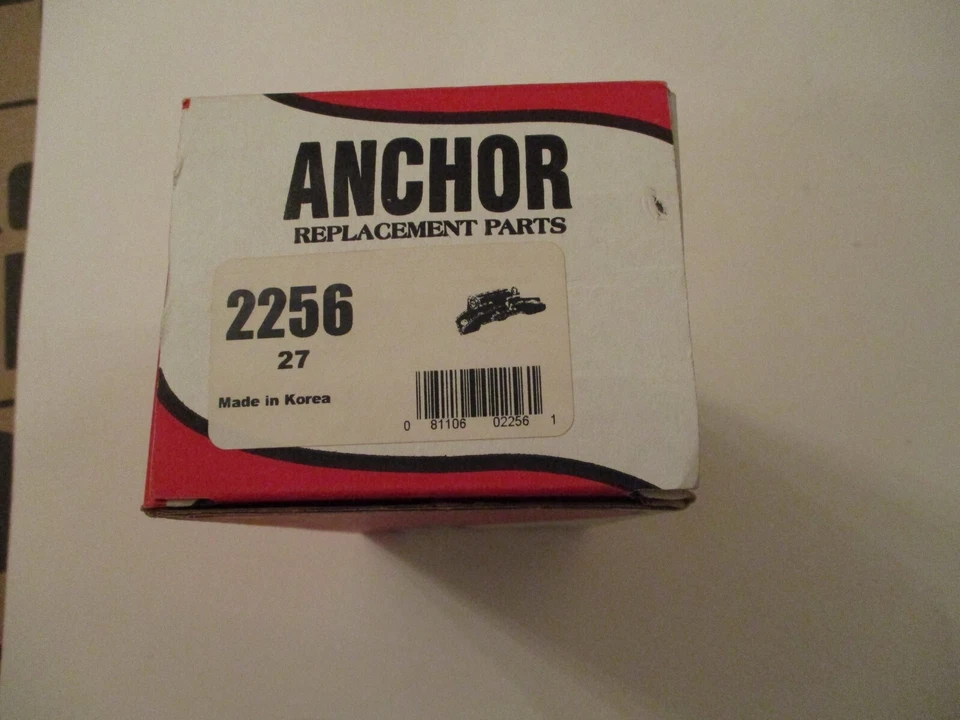 ANCHOR
REPLACEMENT PARTS
2256
27
Made in Korea
0 81106 02256 1